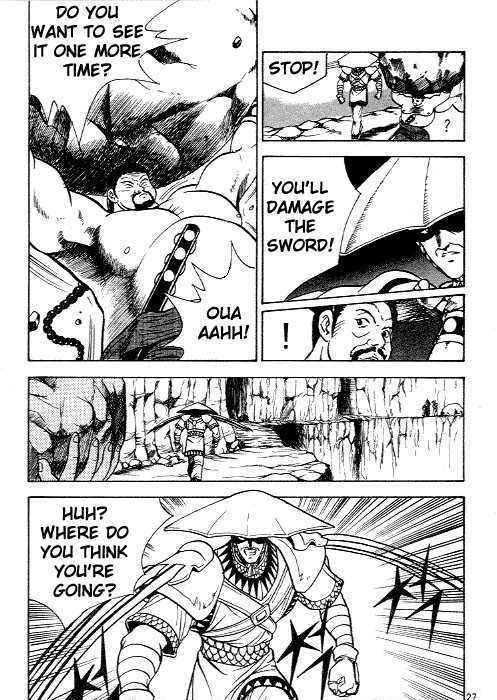 DO YOU
WANT TO SEE
IT ONE MORE
TIME?
OUA
AAHH!
STOP!
?
YOU'LL
DAMAGE
THE
SWORD!
!
HUH?
WHERE DO
YOU THINK
YOU'RE
GOING?
27